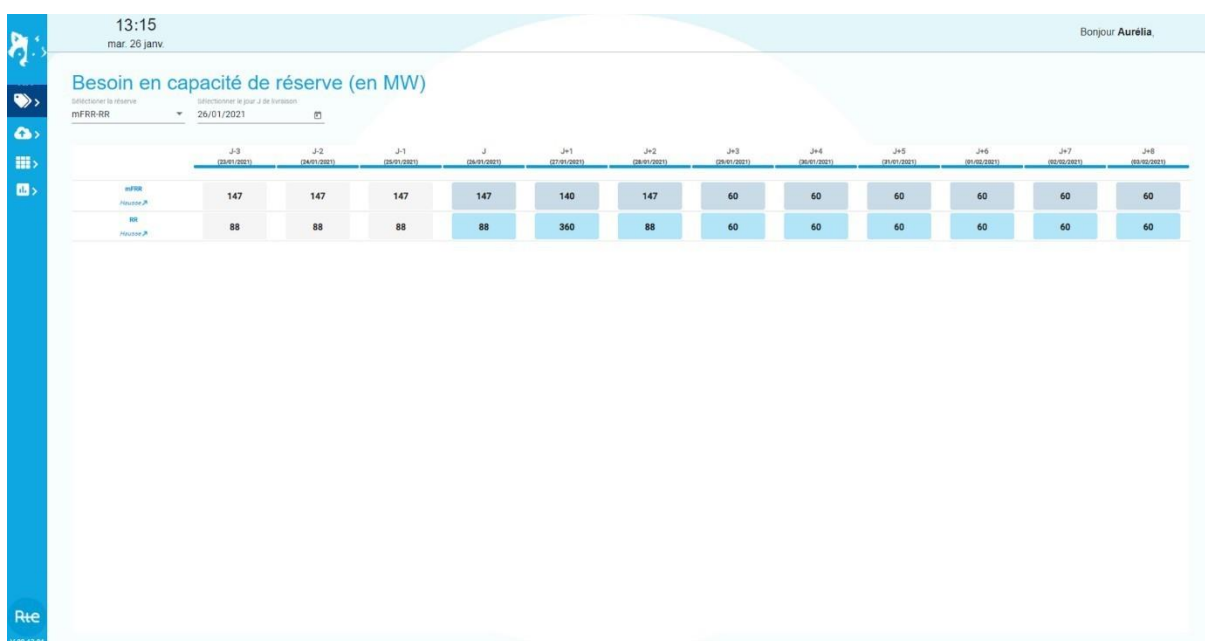 13:15
mar. 26 janv.
Bonjour Aurélia,
Besoin en capacité de réserve (en MW)
Sélectionner la réserve Sélectionner le jour J de livraison
mFRR-RR 26/01/2021
J-3 J-2 J-1 J J+1 J+2 J+3 J+4 J+5 J+6 J+7 J+8
(23/01/2021) (24/01/2021) (25/01/2021) (26/01/2021) (27/01/2021) (28/01/2021) (29/01/2021) (30/01/2021) (31/01/2021) (01/02/2021) (02/02/2021) (03/02/2021)
mFRR
Hausse 147 147 147 147 140 147 60 60 60 60 60 60
RR
Hausse 88 88 88 88 360 88 60 60 60 60 60 60
Rte